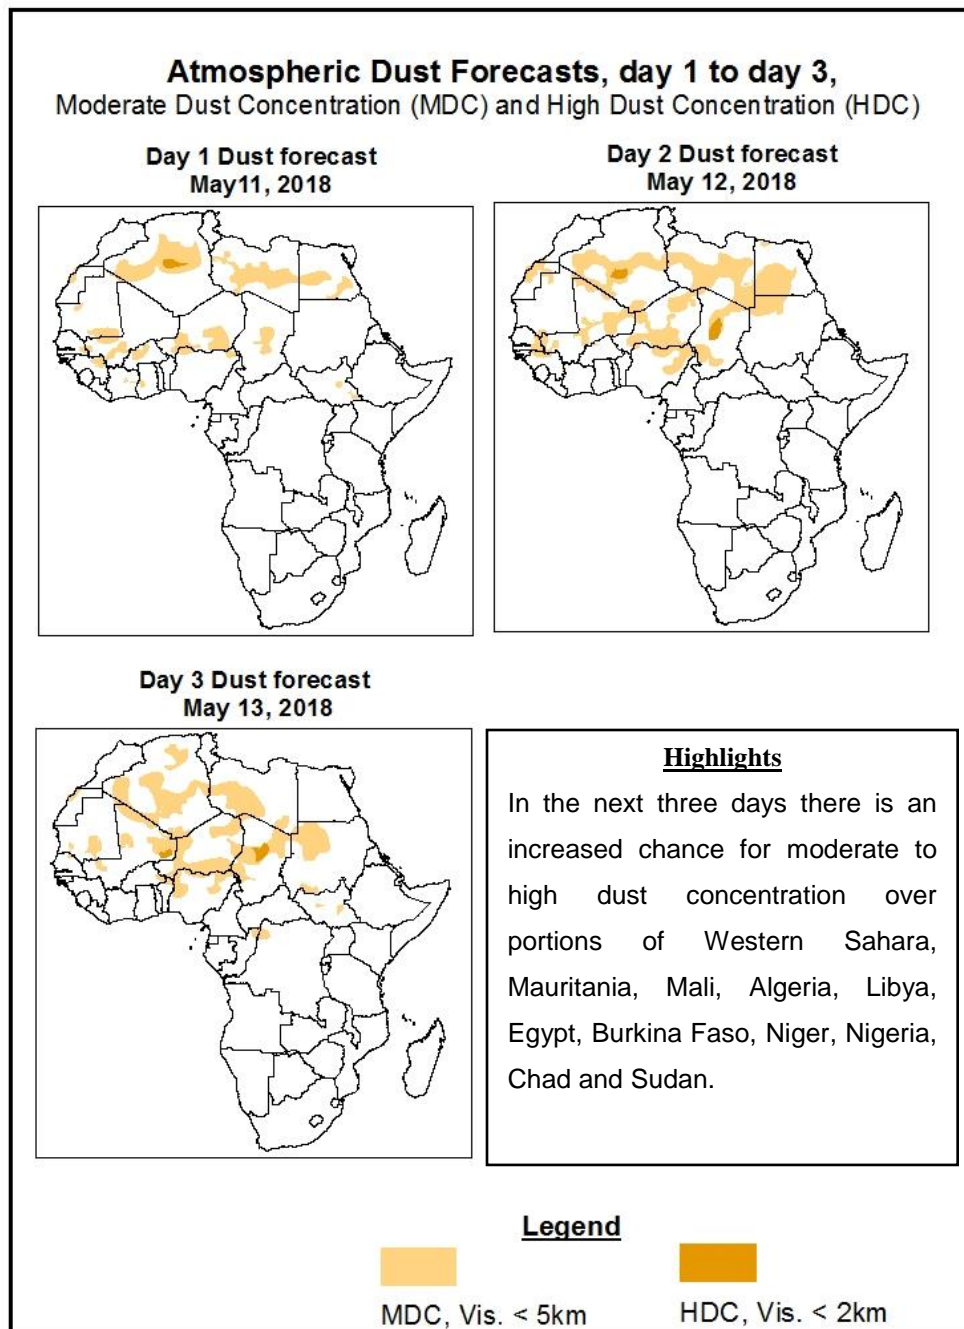 Atmospheric Dust Forecasts, day 1 to day 3,
Moderate Dust Concentration (MDC) and High Dust Concentration (HDC)
Day 1 Dust forecast
May11, 2018
Day 2 Dust forecast
May 12, 2018
Day 3 Dust forecast
May 13, 2018
Highlights
In the next three days there is an
increased chance for moderate to
high dust concentration over
portions of Western Sahara,
Mauritania, Mali, Algeria, Libya,
Egypt, Burkina Faso, Niger, Nigeria,
Chad and Sudan.
Legend
MDC, Vis. < 5km
HDC, Vis. < 2km